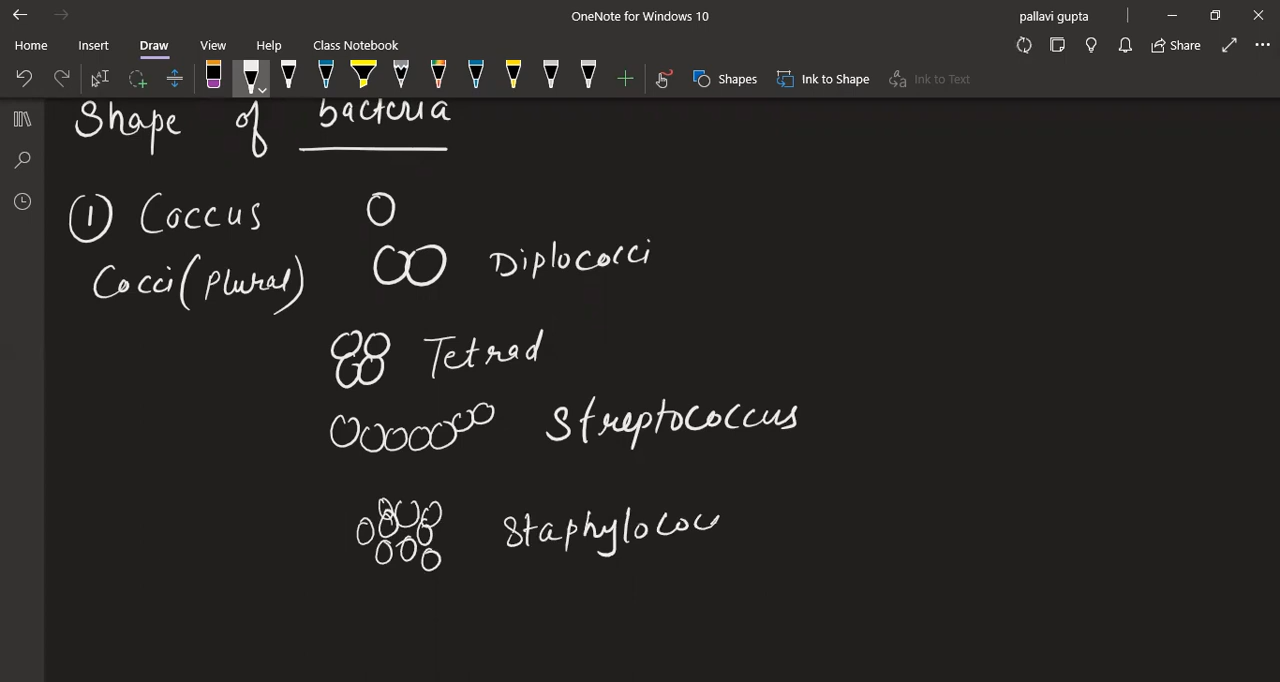 OneNote for Windows 10
pallavi gupta
Home Insert Draw View Help Class Notebook
Share
Shapes Ink to Shape Ink to Text
Shape of bacteria
① Coccus
Cocci (Plural)
Diplococci
Tetrad
Streptococcus
Staphylococ